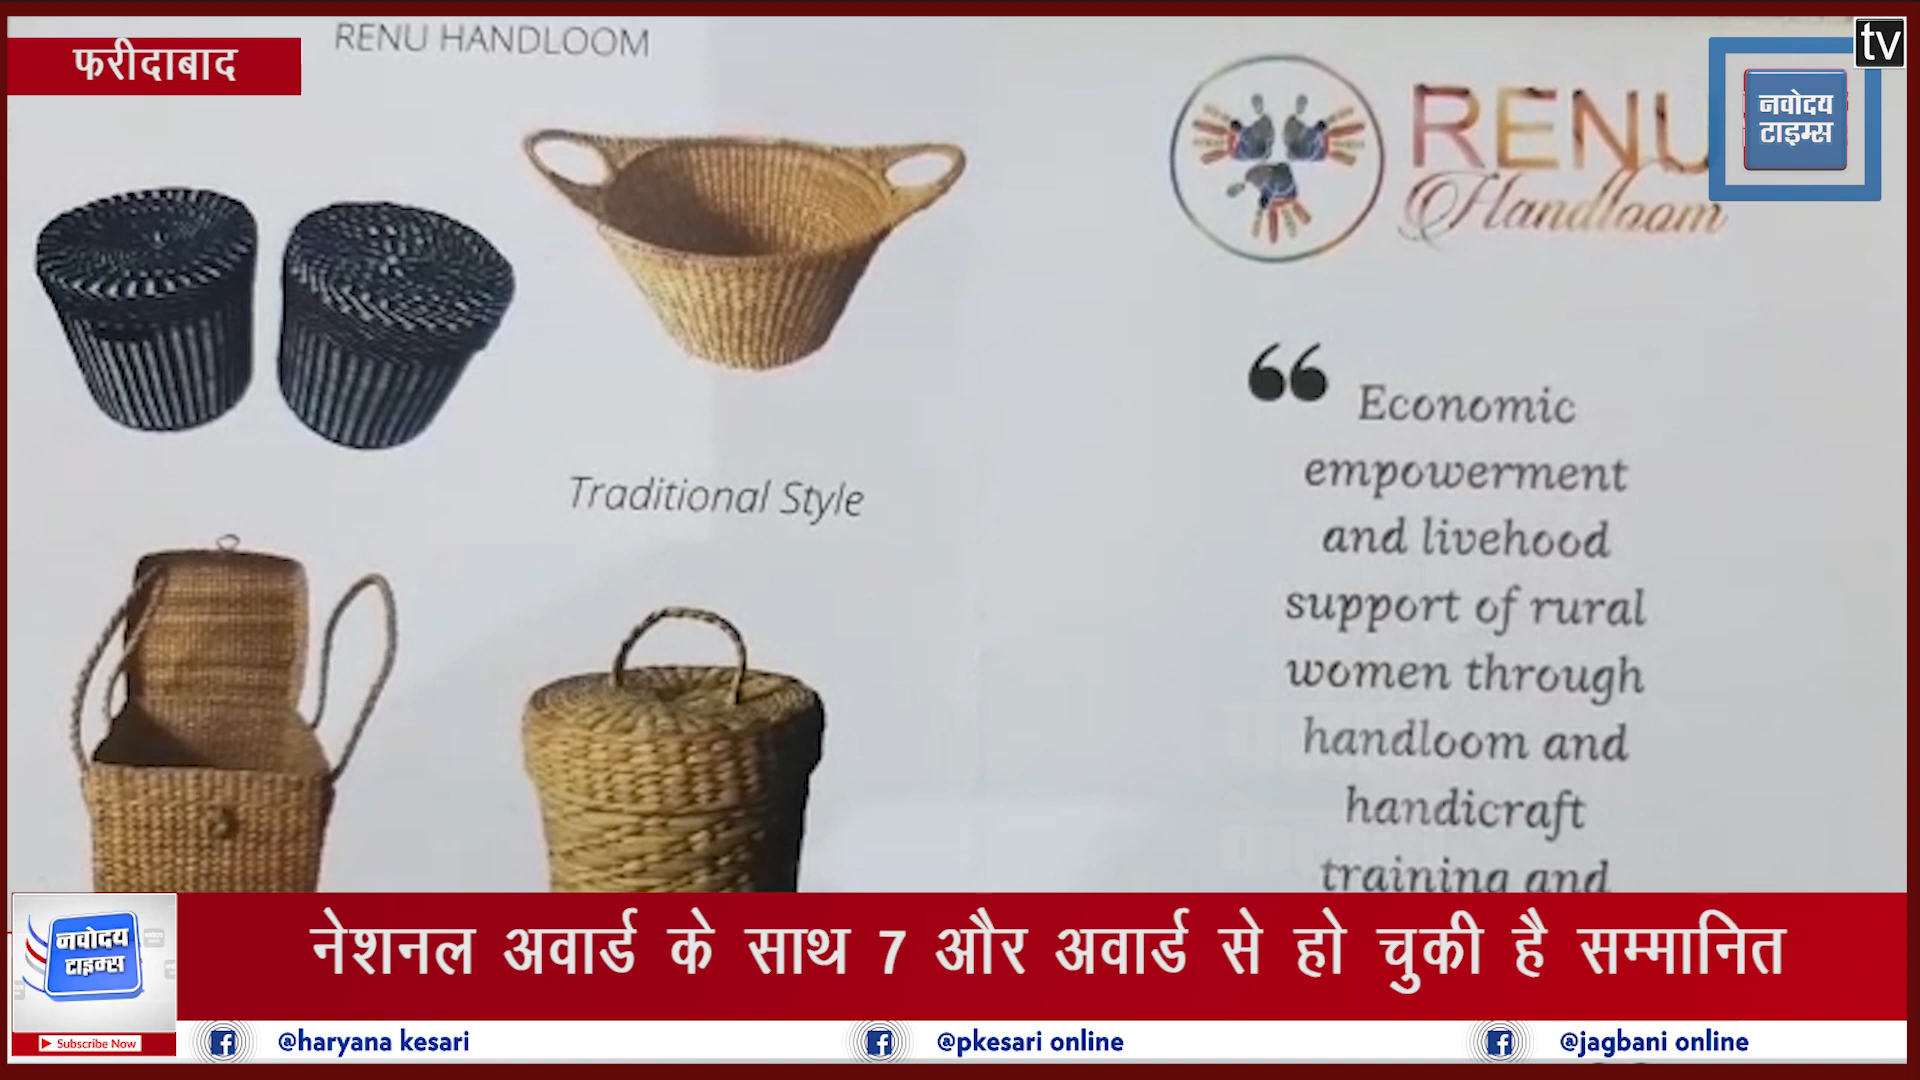 फरीदाबाद
RENU HANDLOOM
tv
नवोदय
टाइम्स
RENU
Handloom
“ Economic
empowerment
and livehood
support of rural
women through
handloom and
handicraft
training and
Traditional Style
नवोदय
टाइम्स
नेशनल अवार्ड के साथ 7 और अवार्ड से हो चुकी है सम्मानित
Subscribe Now
@haryana kesari
@pkesari online
@jagbani online